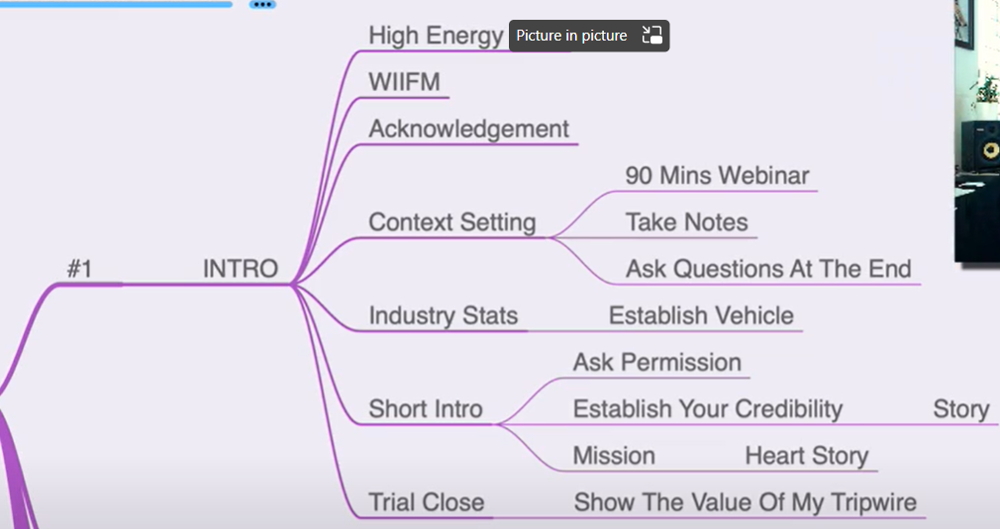 High Energy
Picture in picture
WIIFM
Acknowledgement
90 Mins Webinar
Context Setting
Take Notes
#1 INTRO
Ask Questions At The End
Industry Stats
Establish Vehicle
Ask Permission
Short Intro
Establish Your Credibility
Story
Mission
Heart Story
Trial Close
Show The Value Of My Tripwire